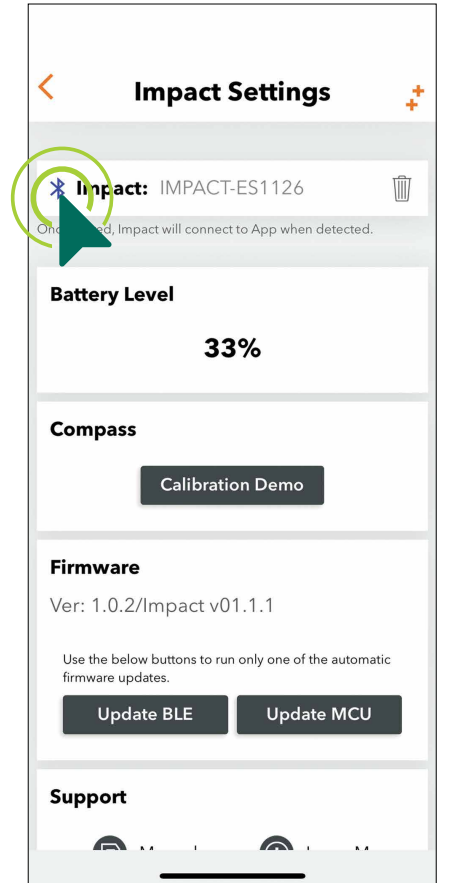 Impact Settings
Impact: IMPACT-ES1126
Impact will connect to App when detected.
Battery Level
33%
Compass
Calibration Demo
Firmware
Ver: 1.0.2/Impact v01.1.1
Use the below buttons to run only one of the automatic
firmware updates.
Update BLE Update MCU
Support